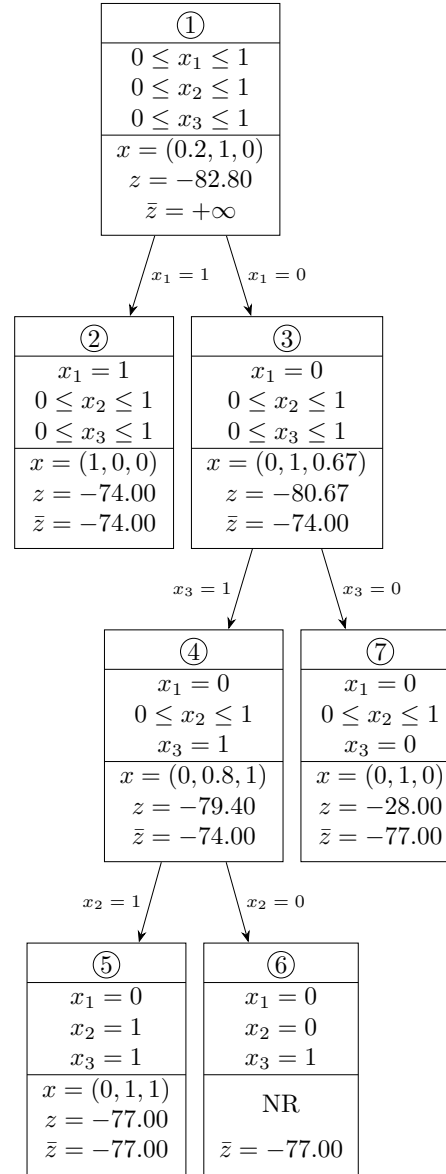 ①
0 ≤ x₁ ≤ 1
0 ≤ x₂ ≤ 1
0 ≤ x₃ ≤ 1
x = (0.2, 1, 0)
z = −82.80
z̄ = +∞
x₁ = 1
x₁ = 0
②
x₁ = 1
0 ≤ x₂ ≤ 1
0 ≤ x₃ ≤ 1
x = (1, 0, 0)
z = −74.00
z̄ = −74.00
③
x₁ = 0
0 ≤ x₂ ≤ 1
0 ≤ x₃ ≤ 1
x = (0, 1, 0.67)
z = −80.67
z̄ = −74.00
x₃ = 1
x₃ = 0
④
x₁ = 0
0 ≤ x₂ ≤ 1
x₃ = 1
x = (0, 0.8, 1)
z = −79.40
z̄ = −74.00
⑦
x₁ = 0
0 ≤ x₂ ≤ 1
x₃ = 0
x = (0, 1, 0)
z = −28.00
z̄ = −77.00
x₂ = 1
x₂ = 0
⑤
x₁ = 0
x₂ = 1
x₃ = 1
x = (0, 1, 1)
z = −77.00
z̄ = −77.00
⑥
x₁ = 0
x₂ = 0
x₃ = 1
NR
z̄ = −77.00